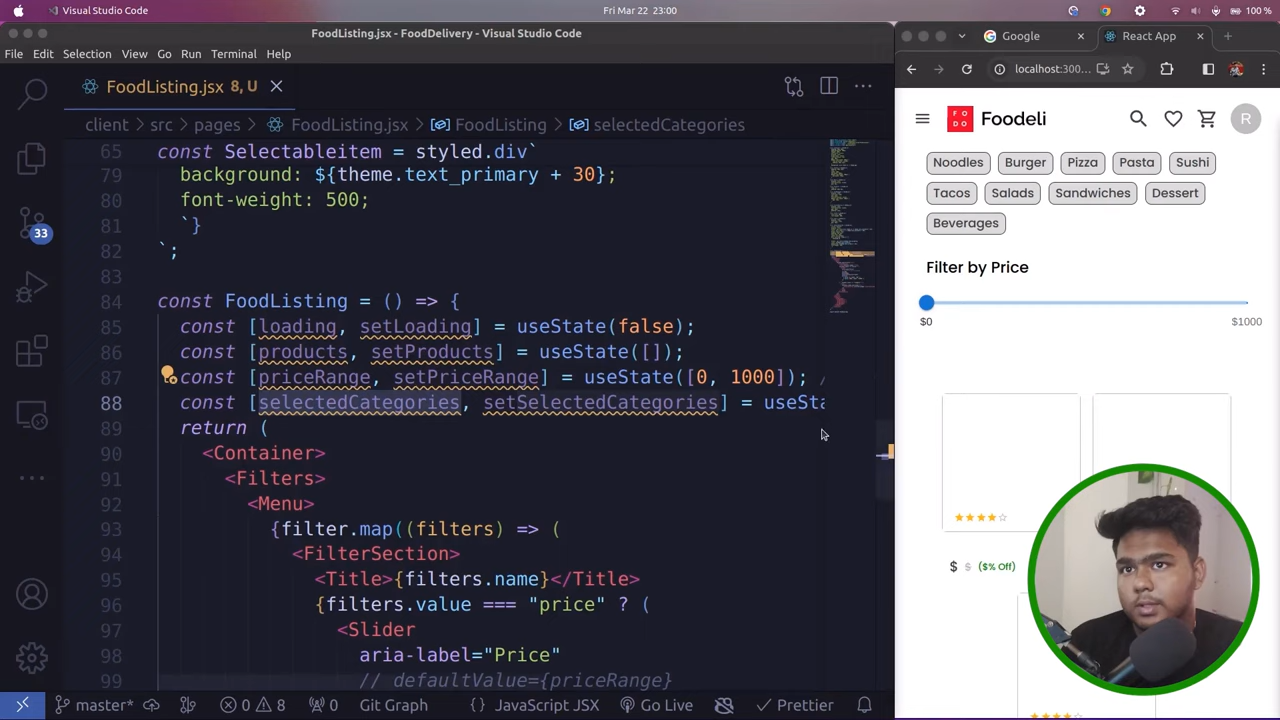 Visual Studio Code
Fri Mar 22 23:00
100 %
FoodListing.jsx - FoodDelivery - Visual Studio Code
File Edit Selection View Go Run Terminal Help
FoodListing.jsx 8, U
client > src > pages > FoodListing.jsx > FoodListing > selectedCategories
65 const Selectableitem = styled.div`
79 background: ${theme.text_primary + 30};
80 font-weight: 500;
81 `}
82 `;
83
84 const FoodListing = () => {
85 const [loading, setLoading] = useState(false);
86 const [products, setProducts] = useState([]);
87 const [priceRange, setPriceRange] = useState([0, 1000]); /
88 const [selectedCategories, setSelectedCategories] = useSta
89 return (
90 <Container>
91 <Filters>
92 <Menu>
93 {filter.map((filters) => (
94 <FilterSection>
95 <Title>{filters.name}</Title>
96 {filters.value === "price" ? (
97 <Slider
98 aria-label="Price"
99 // defaultValue={priceRange}
33
master* 0 8 0 Git Graph {} JavaScript JSX Go Live Prettier
Google
React App
localhost:300...
FO
DO
Foodeli
R
Noodles Burger Pizza Pasta Sushi
Tacos Salads Sandwiches Dessert
Beverages
Filter by Price
$0 $1000
$ $ ($% Off)